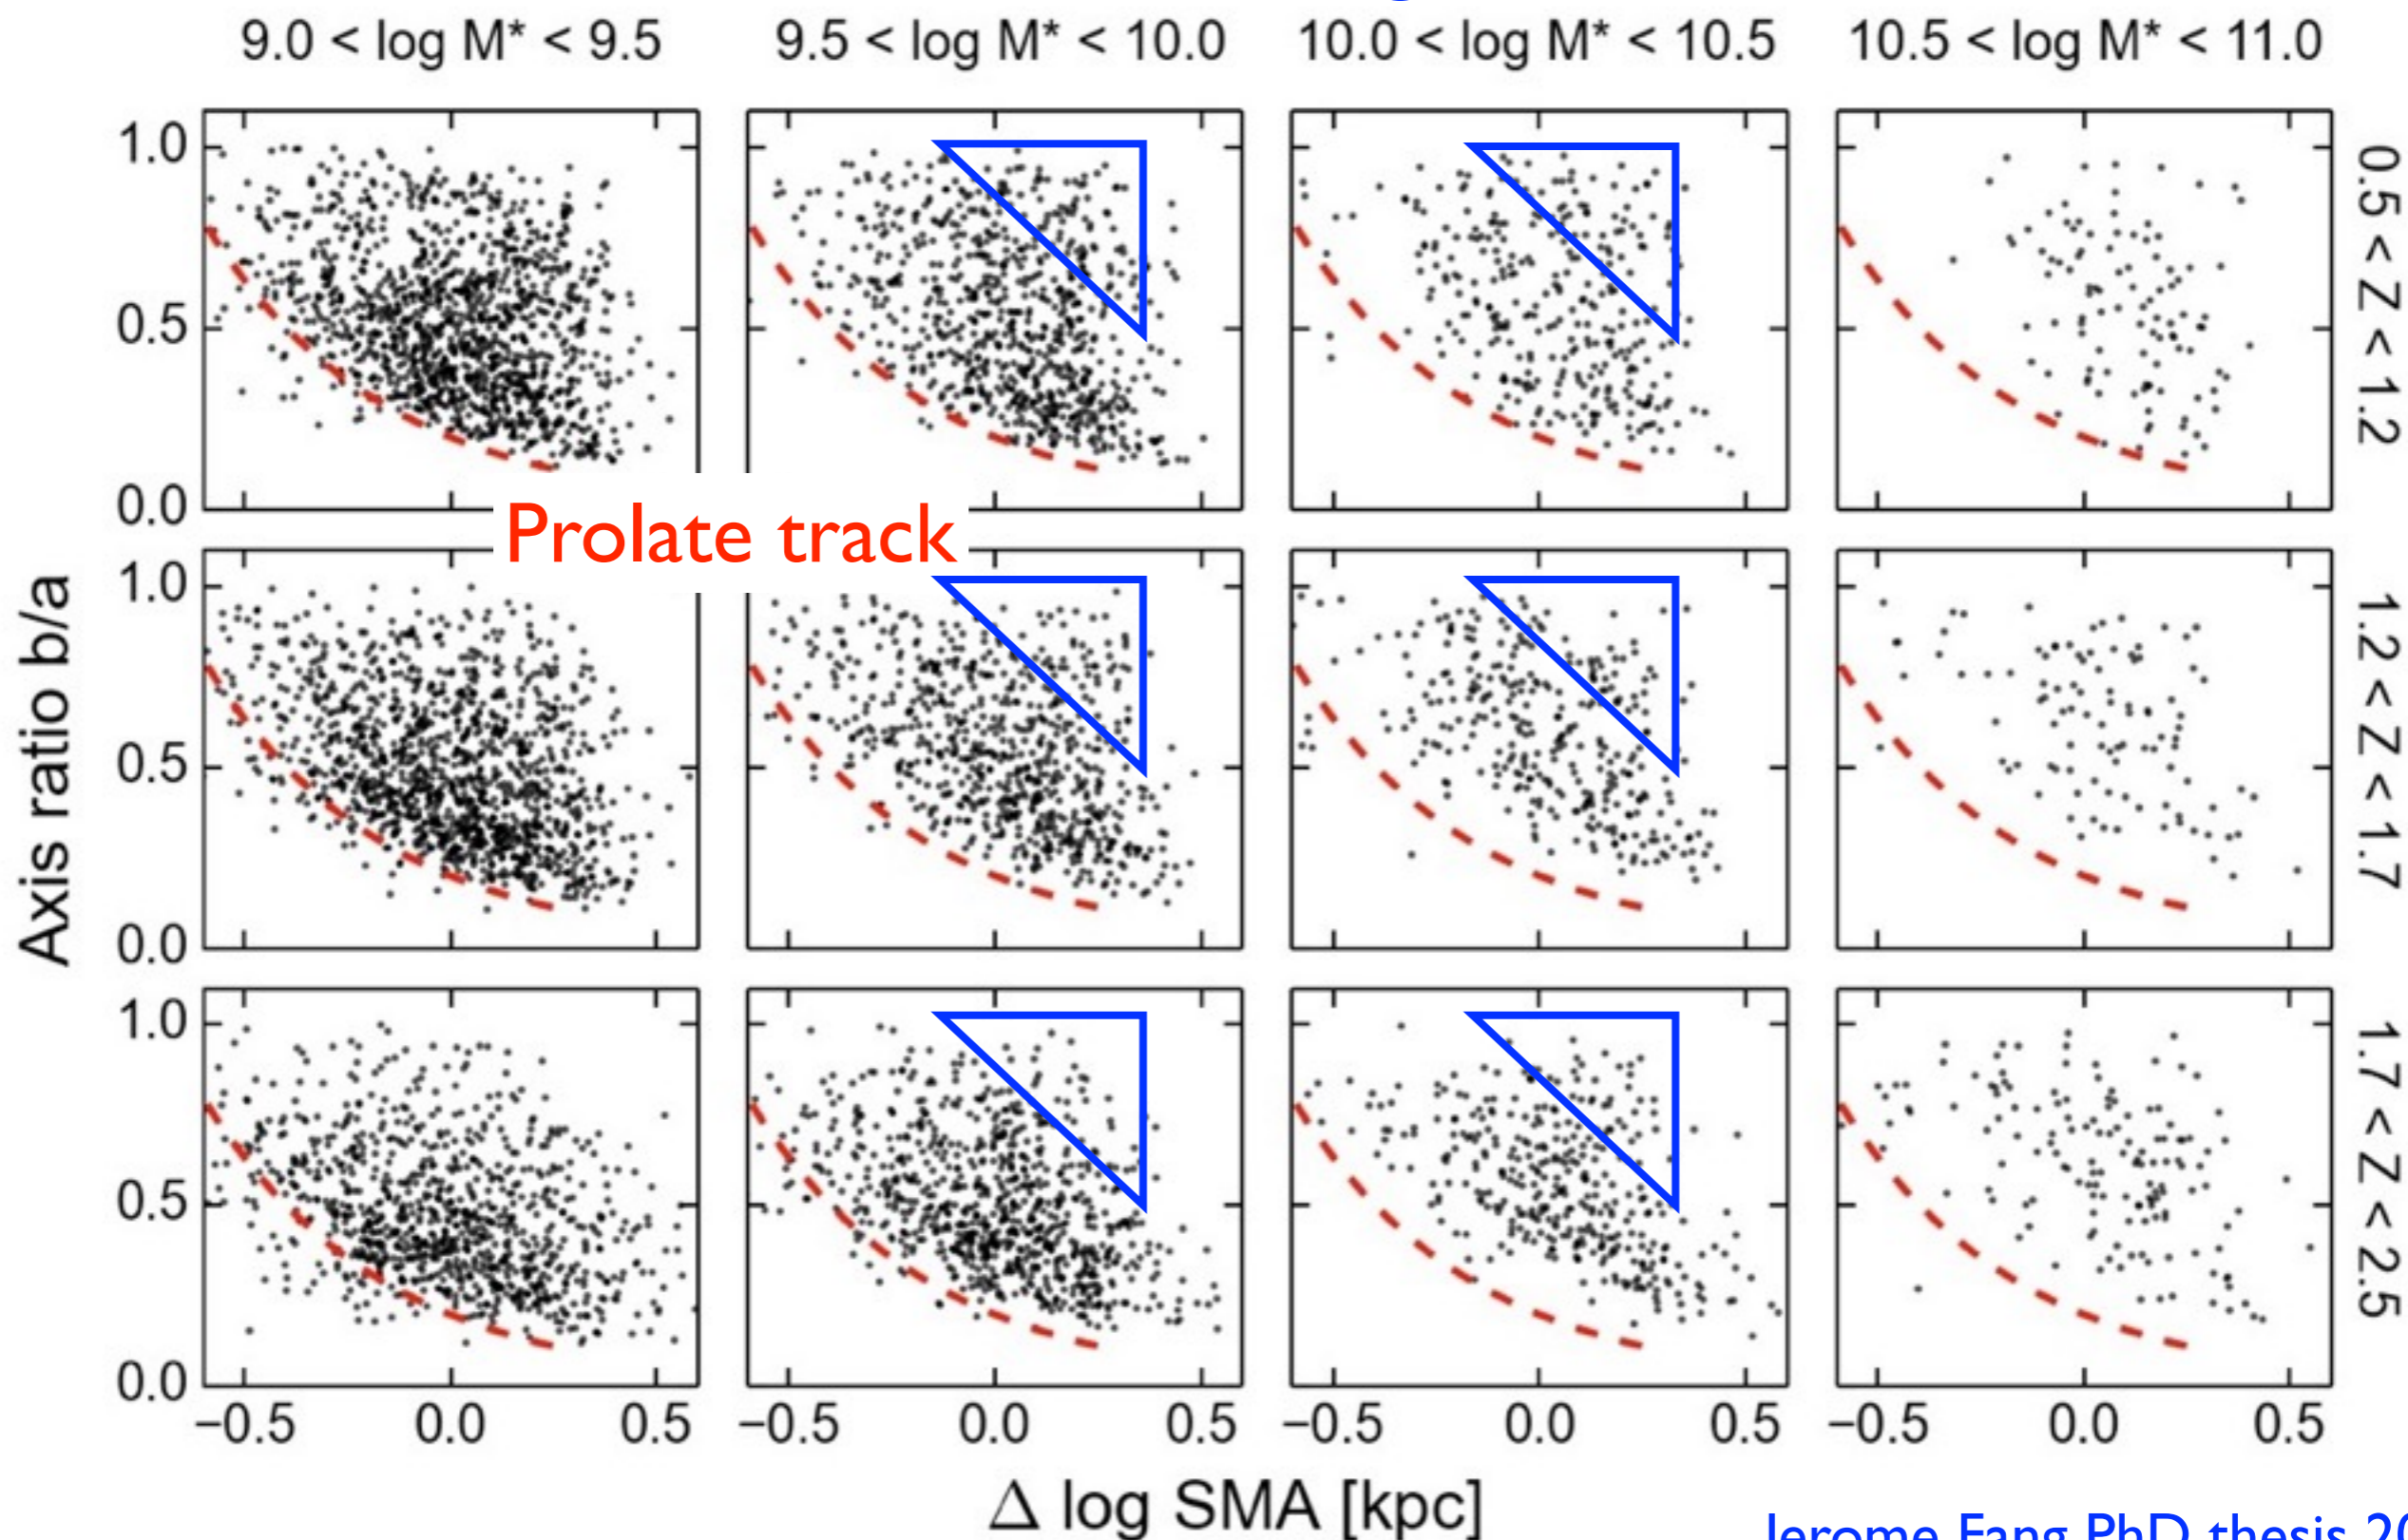 9.0 < log M* < 9.5
9.5 < log M* < 10.0
10.0 < log M* < 10.5
10.5 < log M* < 11.0
1.0
0.5
0.0
0.5 < Z < 1.2
Prolate track
Axis ratio b/a
1.0
0.5
0.0
1.2 < Z < 1.7
1.0
0.5
0.0
1.7 < Z < 2.5
−0.5 0.0 0.5
−0.5 0.0 0.5
−0.5 0.0 0.5
−0.5 0.0 0.5
Δ log SMA [kpc]
Jerome Fang PhD thesis